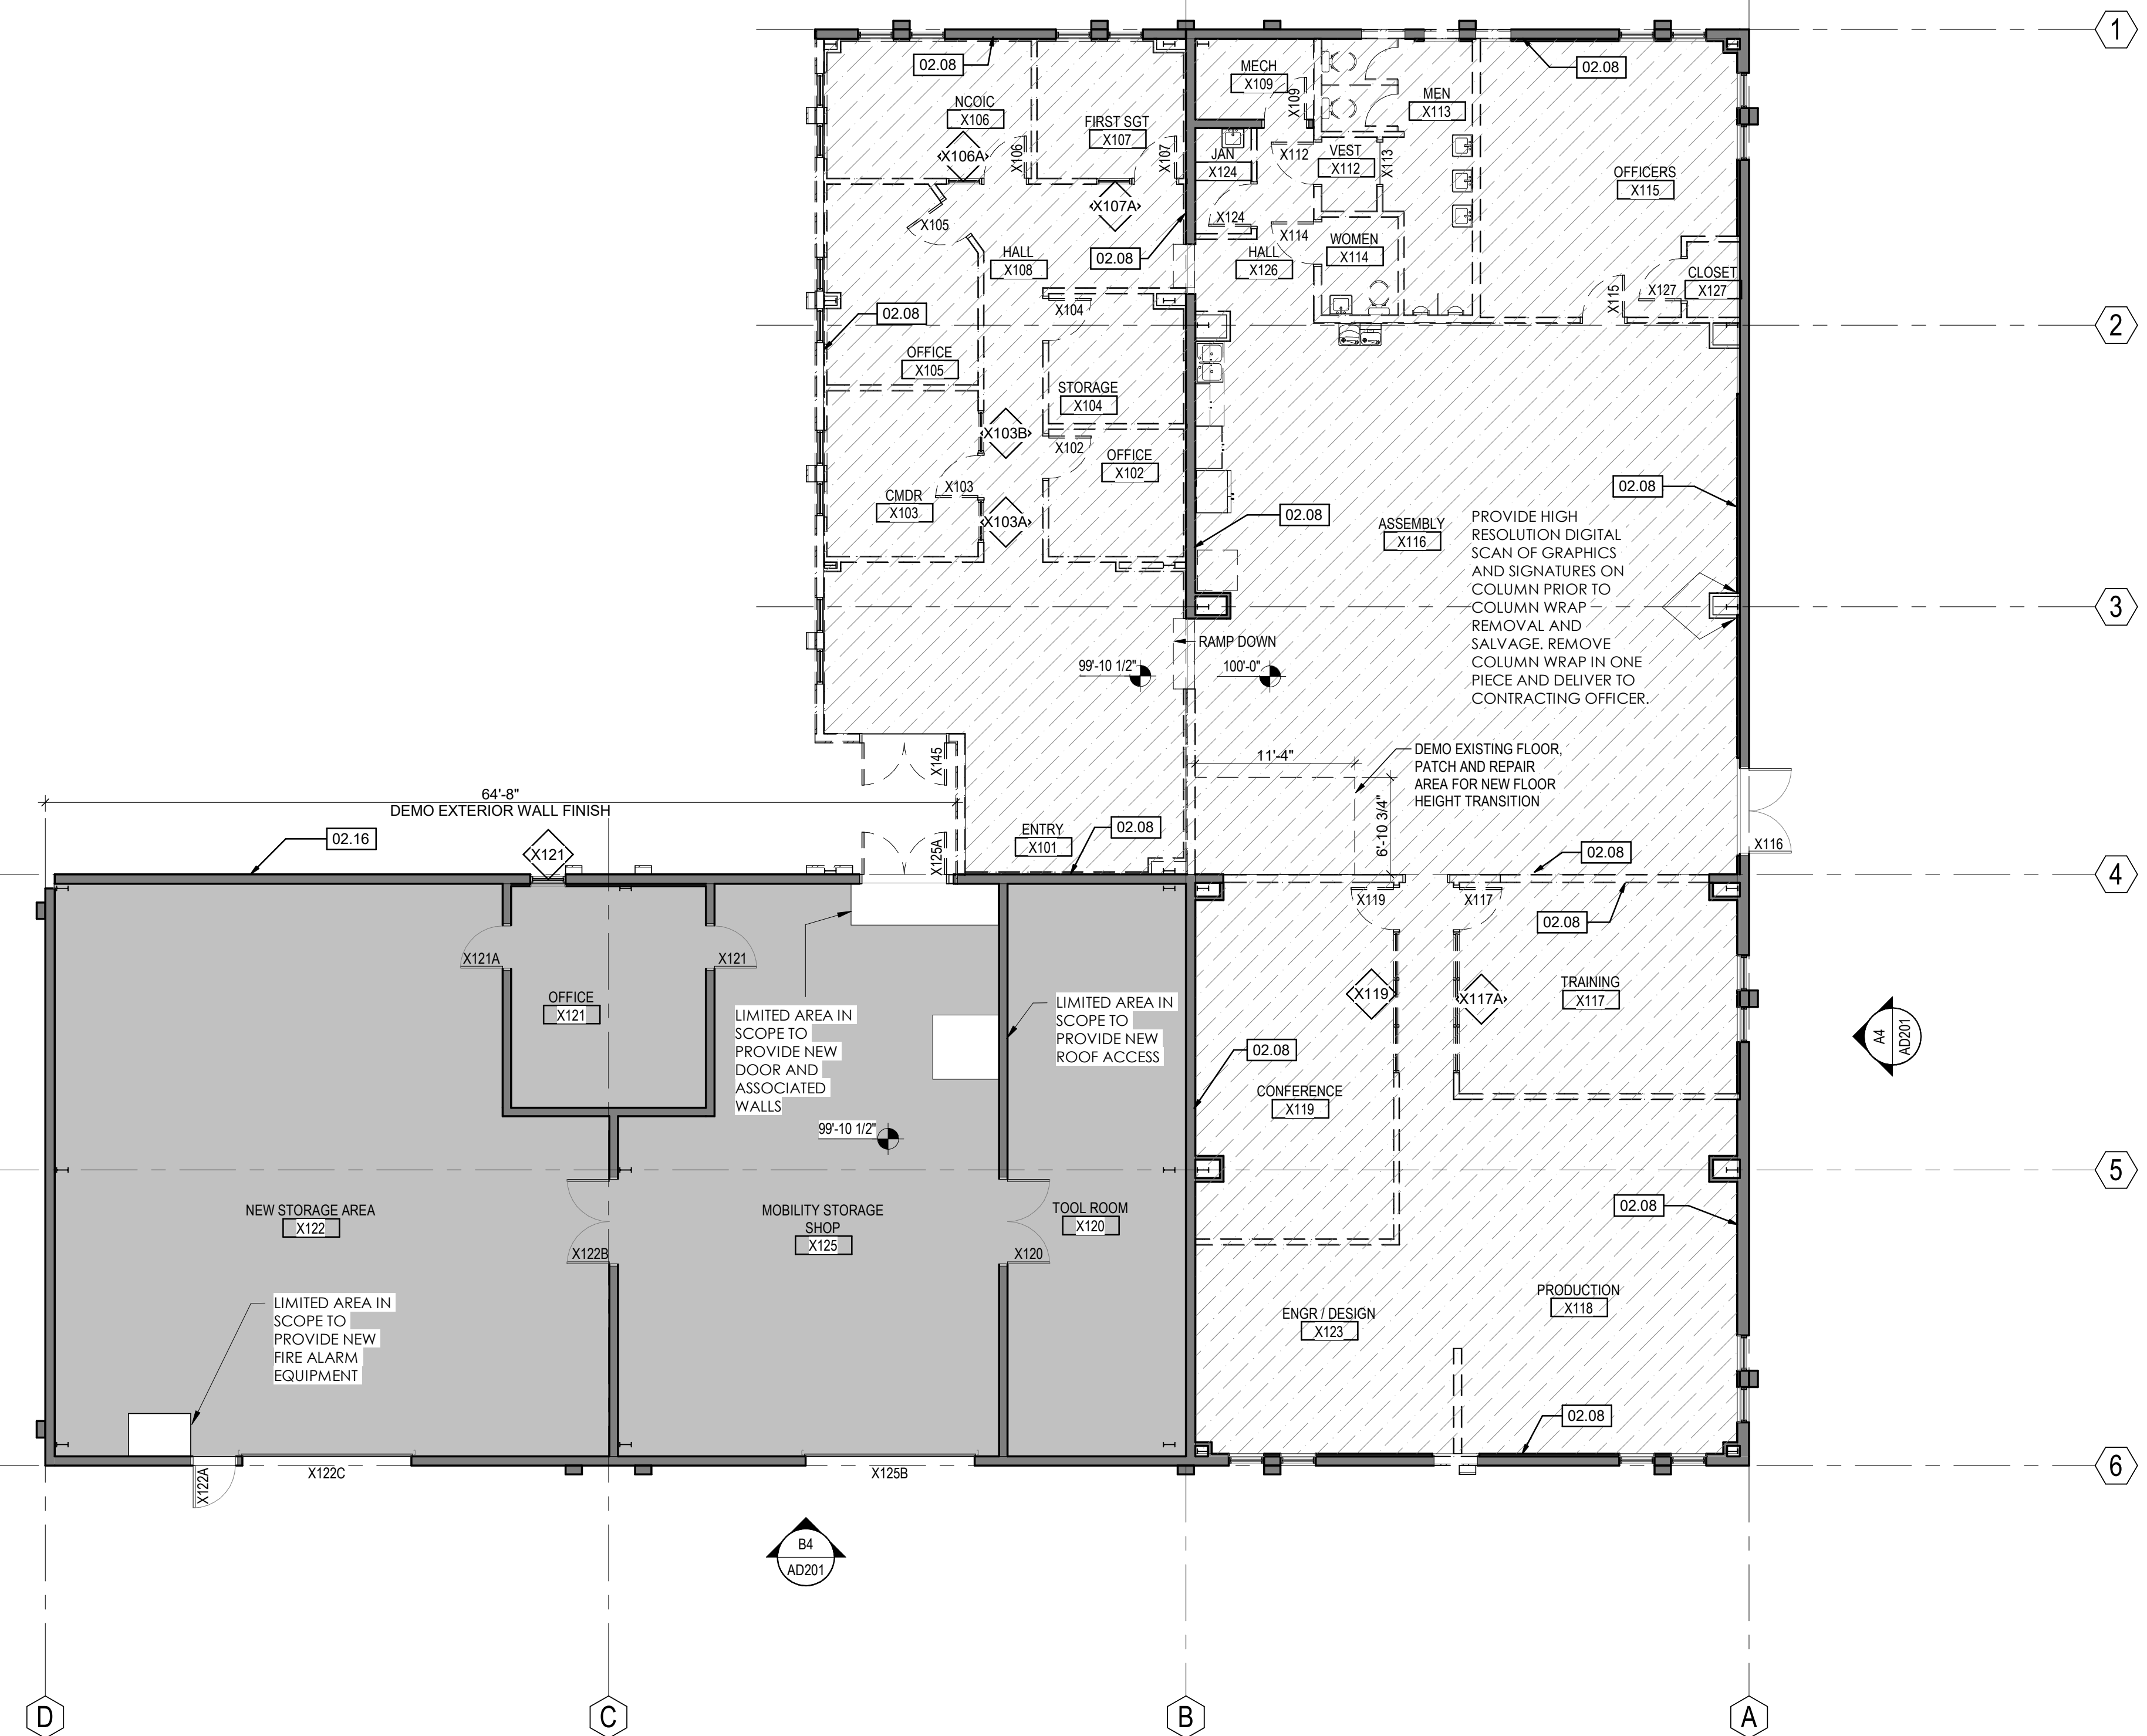 1
02.08
02.08
MECH
X109
X109
NCOIC
X106
MEN
X113
FIRST SGT
X107
X106A
X106
X107
JAN
X124
X112
VEST
X112
X113
OFFICERS
X115
X107A
X105
X124
X114
WOMEN
X114
HALL
X108
02.08
HALL
X126
CLOSET
X127
X127
X115
02.08
X104
2
OFFICE
X105
STORAGE
X104
X103B
X102
OFFICE
X102
CMDR
X103
X103
X103A
02.08
02.08
ASSEMBLY
X116
PROVIDE HIGH
RESOLUTION DIGITAL
SCAN OF GRAPHICS
AND SIGNATURES ON
COLUMN PRIOR TO
COLUMN WRAP
REMOVAL AND
SALVAGE. REMOVE
COLUMN WRAP IN ONE
PIECE AND DELIVER TO
CONTRACTING OFFICER.
3
RAMP DOWN
99'-10 1/2"
100'-0"
X145
11'-4"
DEMO EXISTING FLOOR,
PATCH AND REPAIR
AREA FOR NEW FLOOR
HEIGHT TRANSITION
6'-10 3/4"
64'-8"
DEMO EXTERIOR WALL FINISH
02.16
X121
X125A
ENTRY
X101
02.08
02.08
X116
4
X119
X117
02.08
X121A
X121
OFFICE
X121
LIMITED AREA IN
SCOPE TO
PROVIDE NEW
DOOR AND
ASSOCIATED
WALLS
LIMITED AREA IN
SCOPE TO
PROVIDE NEW
ROOF ACCESS
X119
X117A
TRAINING
X117
A4
AD201
02.08
CONFERENCE
X119
99'-10 1/2"
5
NEW STORAGE AREA
X122
X122B
MOBILITY STORAGE
SHOP
X125
X120
TOOL ROOM
X120
02.08
LIMITED AREA IN
SCOPE TO
PROVIDE NEW
FIRE ALARM
EQUIPMENT
ENGR / DESIGN
X123
PRODUCTION
X118
02.08
X122A
X122C
X125B
6
B4
AD201
D
C
B
A